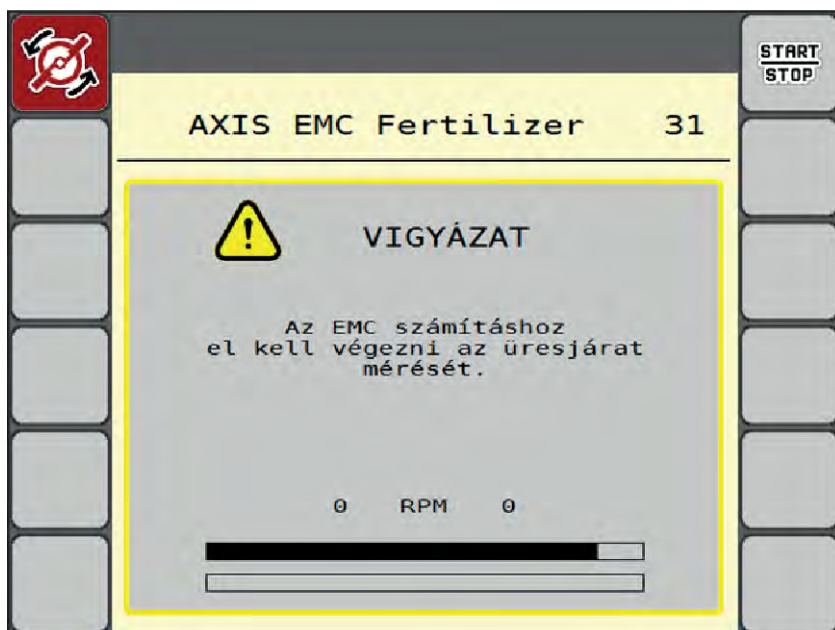 START
STOP
AXIS EMC Fertilizer 31
VIGYÁZAT
Az EMC számításhoz
el kell végezni az üresjárat
mérését.
0 RPM 0